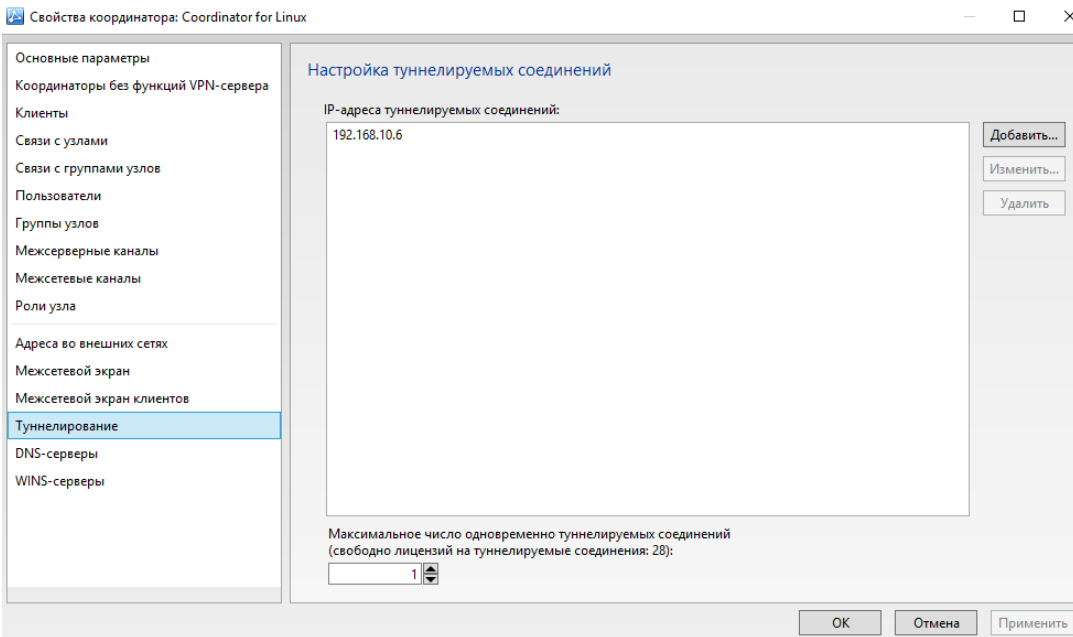 Свойства координатора: Coordinator for Linux
Основные параметры
Координаторы без функций VPN-сервера
Клиенты
Связи с узлами
Связи с группами узлов
Пользователи
Группы узлов
Межсерверные каналы
Межсетевые каналы
Роли узла
Адреса во внешних сетях
Межсетевой экран
Межсетевой экран клиентов
Туннелирование
DNS-серверы
WINS-серверы
Настройка туннелируемых соединений
IP-адреса туннелируемых соединений:
192.168.10.6
Добавить...
Изменить...
Удалить
Максимальное число одновременно туннелируемых соединений
(свободно лицензий на туннелируемые соединения: 28):
1
ОК
Отмена
Применить